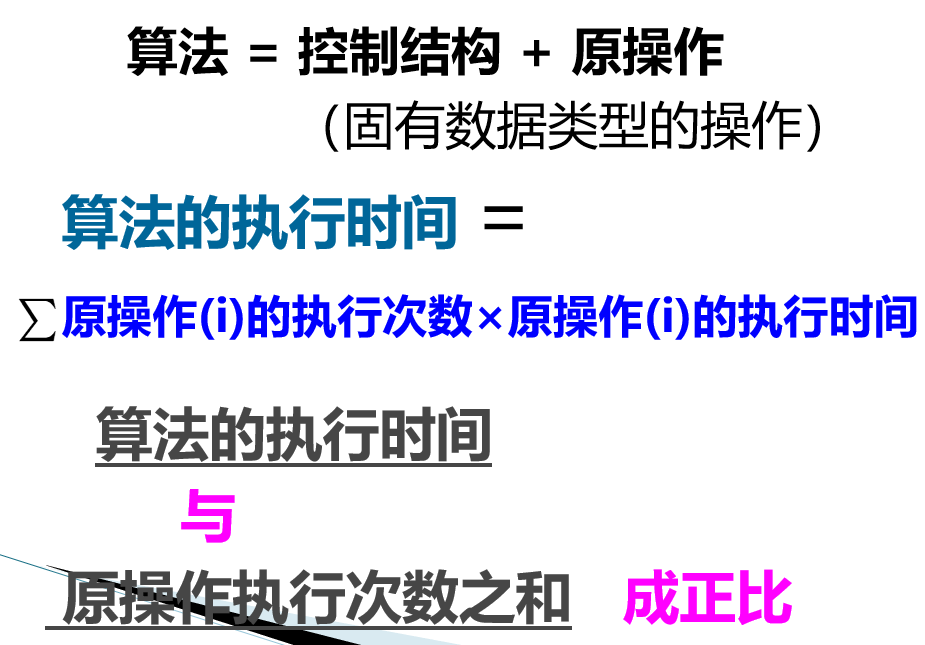 算法 = 控制结构 + 原操作
（固有数据类型的操作）
算法的执行时间 =
∑原操作(i)的执行次数×原操作(i)的执行时间
算法的执行时间
与
原操作执行次数之和 成正比